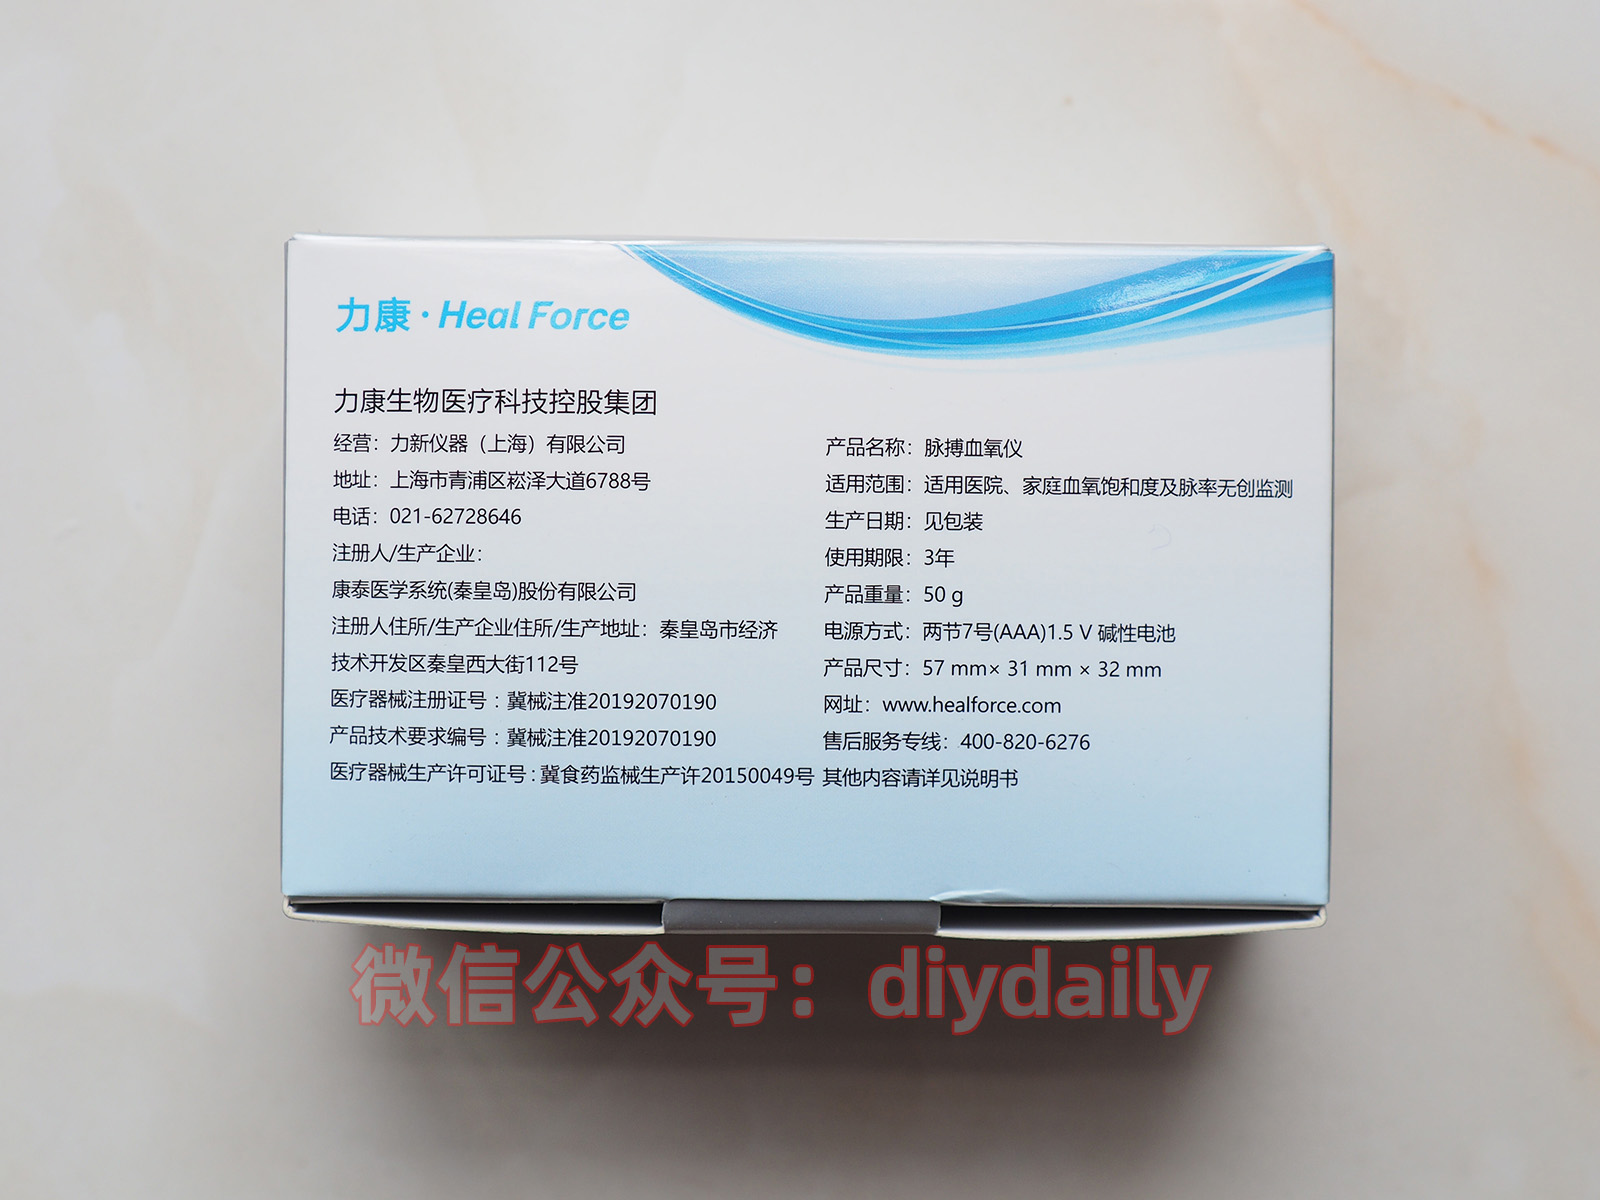 力康·Heal Force
力康生物医疗科技控股集团
经营：力新仪器（上海）有限公司
地址：上海市青浦区崧泽大道6788号
电话：021-62728646
注册人/生产企业：
康泰医学系统(秦皇岛)股份有限公司
注册人住所/生产企业住所/生产地址：秦皇岛市经济
技术开发区秦皇西大街112号
医疗器械注册证号：冀械注准20192070190
产品技术要求编号：冀械注准20192070190
医疗器械生产许可证号：冀食药监械生产许20150049号
产品名称：脉搏血氧仪
适用范围：适用医院、家庭血氧饱和度及脉率无创监测
生产日期：见包装
使用期限：3年
产品重量：50 g
电源方式：两节7号(AAA)1.5 V 碱性电池
产品尺寸：57 mm× 31 mm × 32 mm
网址：www.healforce.com
售后服务专线：400-820-6276
其他内容请详见说明书
微信公众号：diydaily